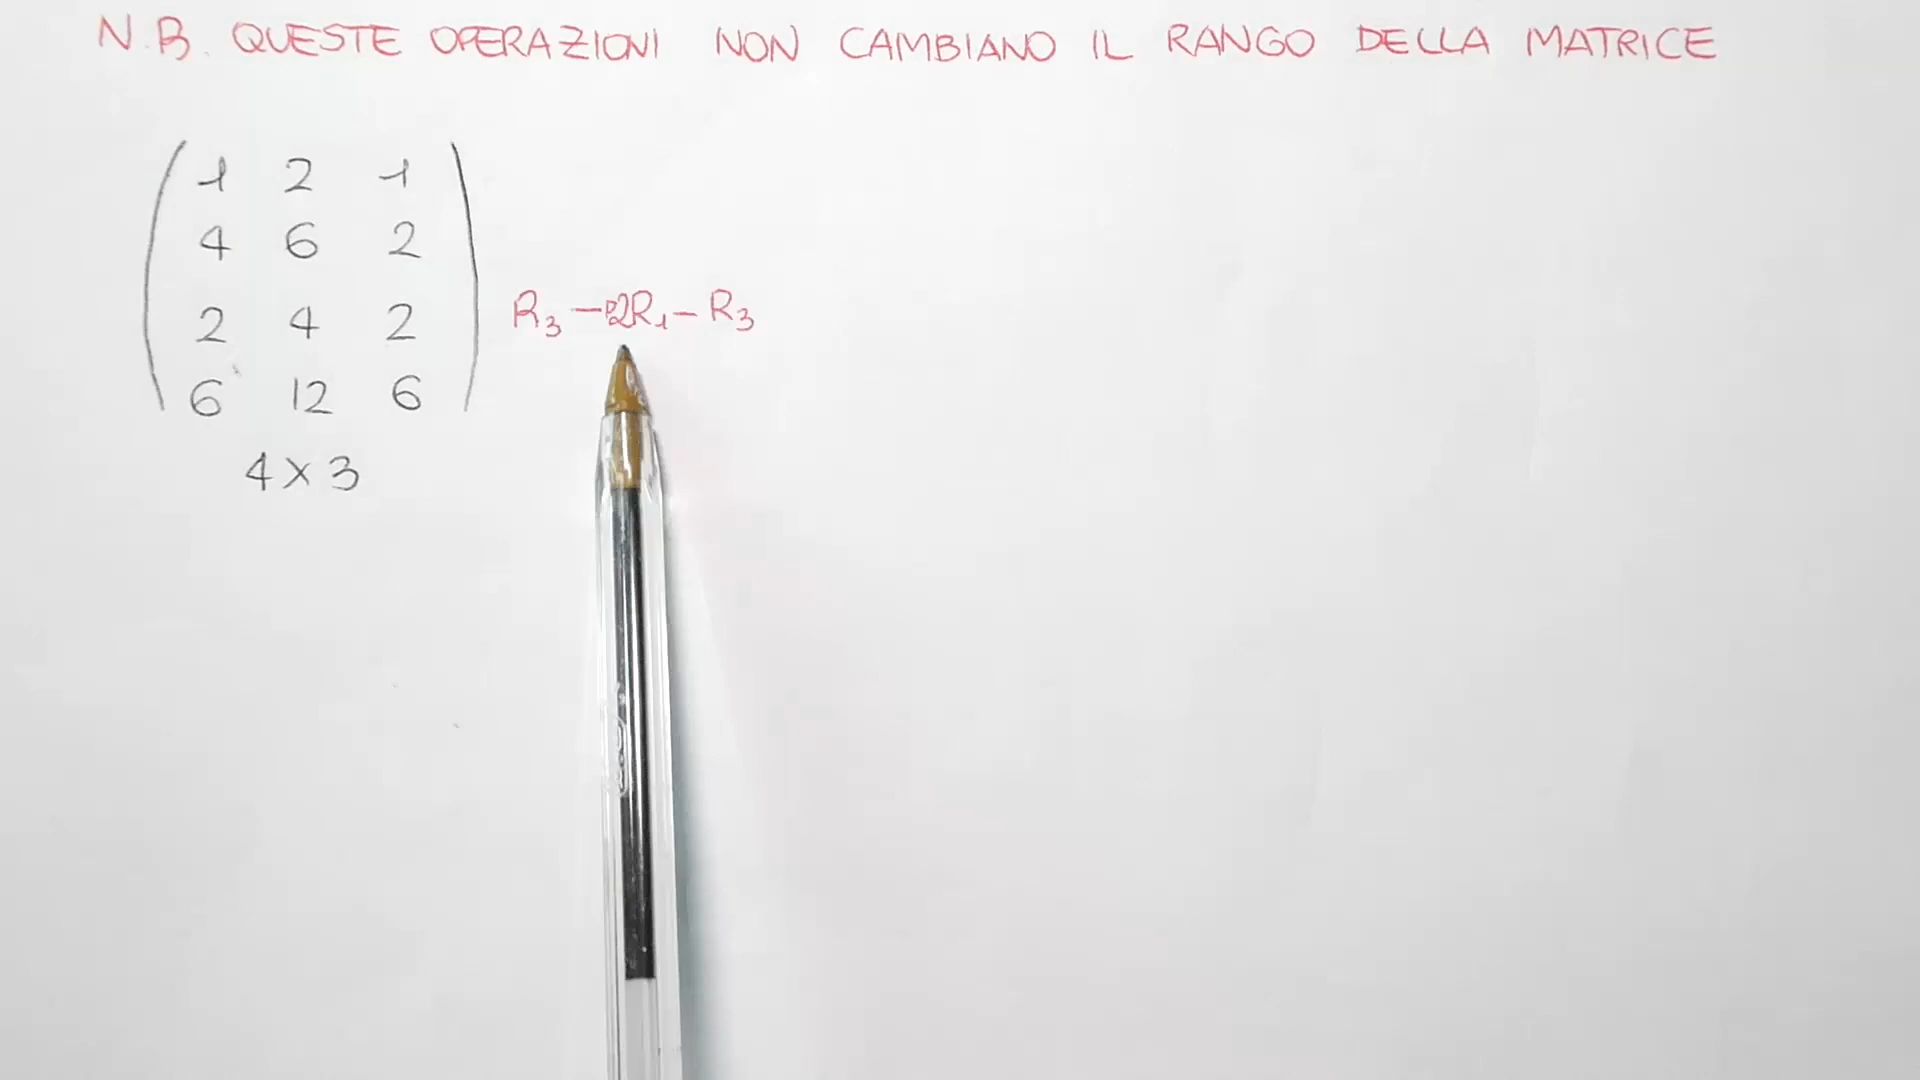 N.B. QUESTE OPERAZIONI NON CAMBIANO IL RANGO DELLA MATRICE
1 2 1
4 6 2
2 4 2 R3 – 2R1 – R3
6 12 6
4×3